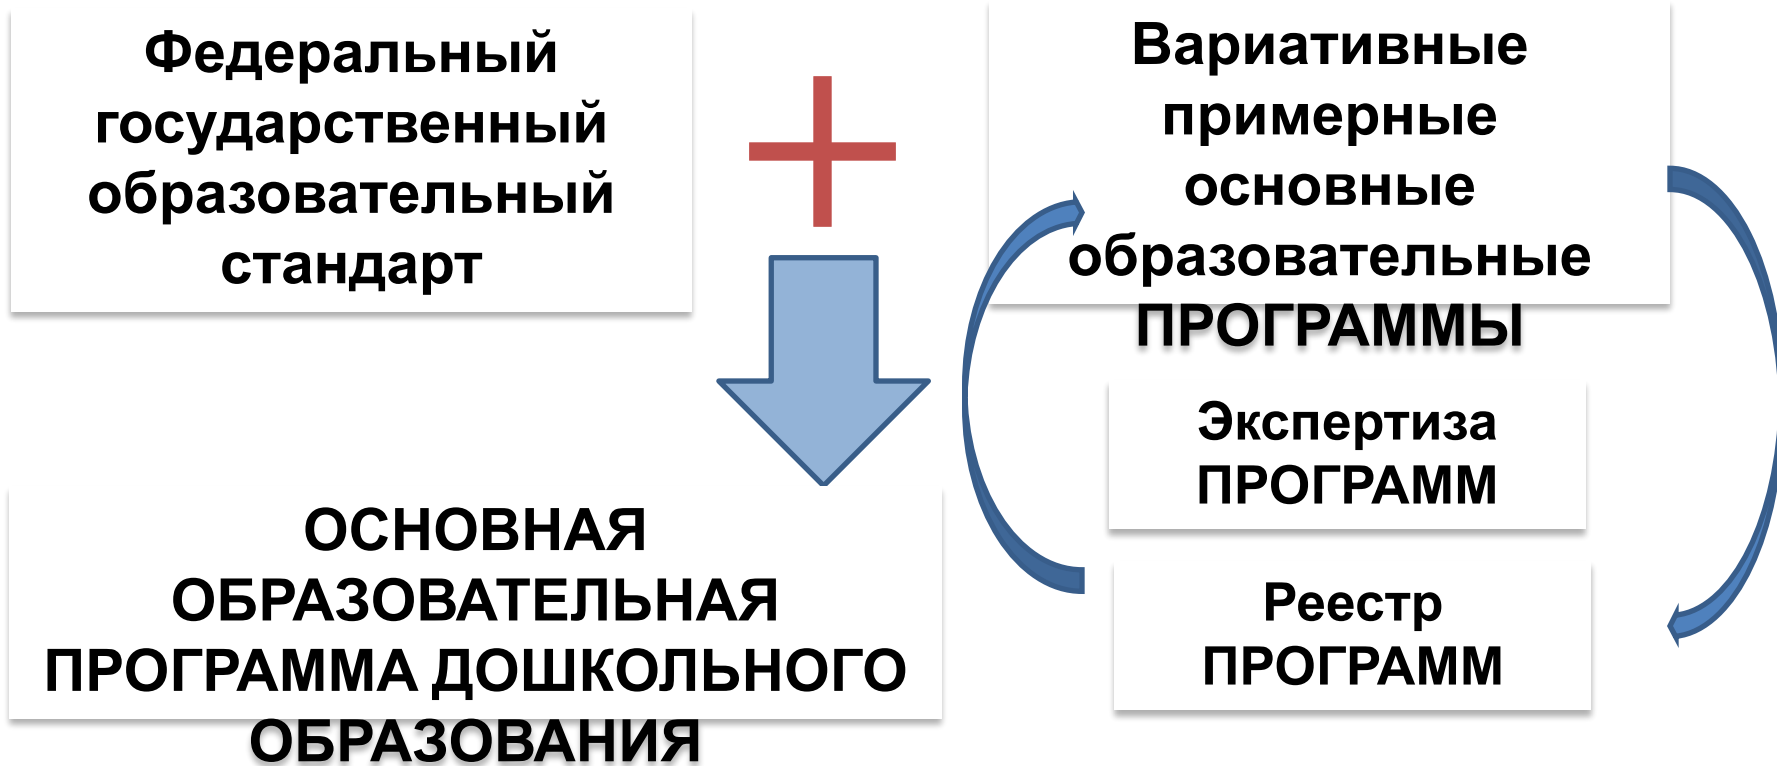 Федеральный
государственный
образовательный
стандарт
Вариативные
примерные
основные
образовательные
ПРОГРАММЫ
Экспертиза
ПРОГРАММ
Реестр
ПРОГРАММ
ОСНОВНАЯ
ОБРАЗОВАТЕЛЬНАЯ
ПРОГРАММА ДОШКОЛЬНОГО
ОБРАЗОВАНИЯ